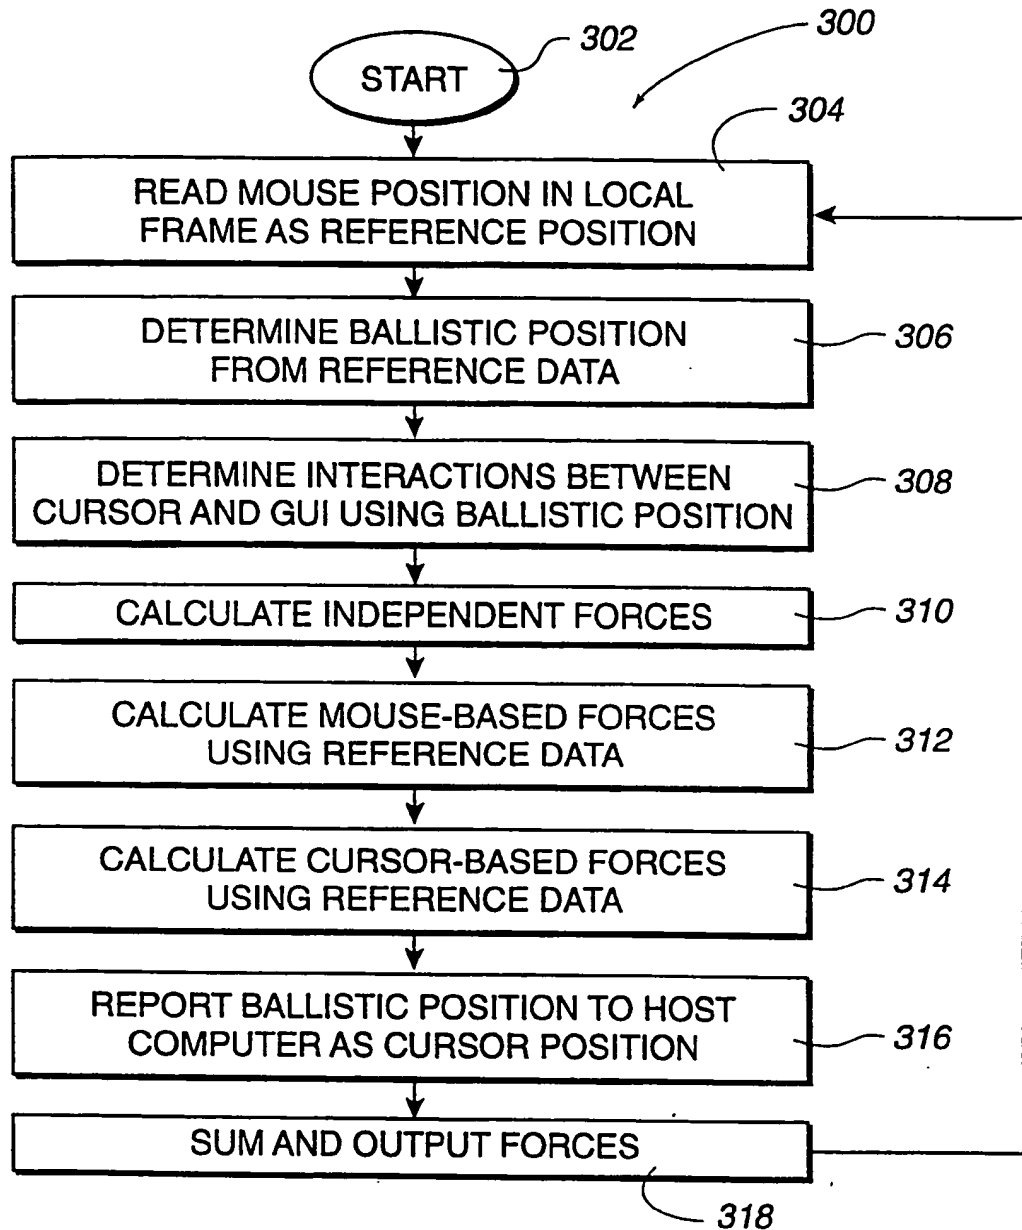 300
302
START
304
READ MOUSE POSITION IN LOCAL
FRAME AS REFERENCE POSITION
DETERMINE BALLISTIC POSITION
FROM REFERENCE DATA
306
DETERMINE INTERACTIONS BETWEEN
CURSOR AND GUI USING BALLISTIC POSITION
308
CALCULATE INDEPENDENT FORCES
310
CALCULATE MOUSE-BASED FORCES
USING REFERENCE DATA
312
CALCULATE CURSOR-BASED FORCES
USING REFERENCE DATA
314
REPORT BALLISTIC POSITION TO HOST
COMPUTER AS CURSOR POSITION
316
SUM AND OUTPUT FORCES
318